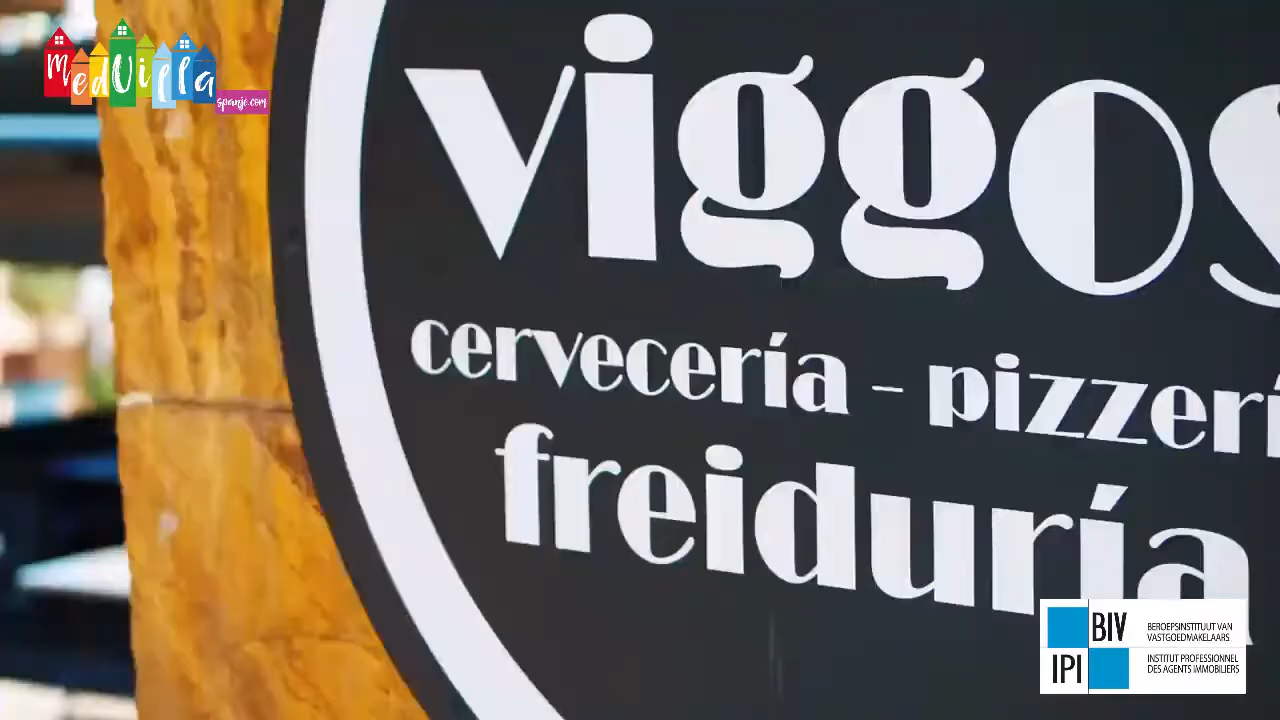 MedVilla
spanje.com
viggos
cervecería - pizzerí
freiduría
BIV
BEROEPSINSTITUUT VAN
VASTGOEDMAKELAARS
IPI
INSTITUT PROFESSIONNEL
DES AGENTS IMMOBILIERS